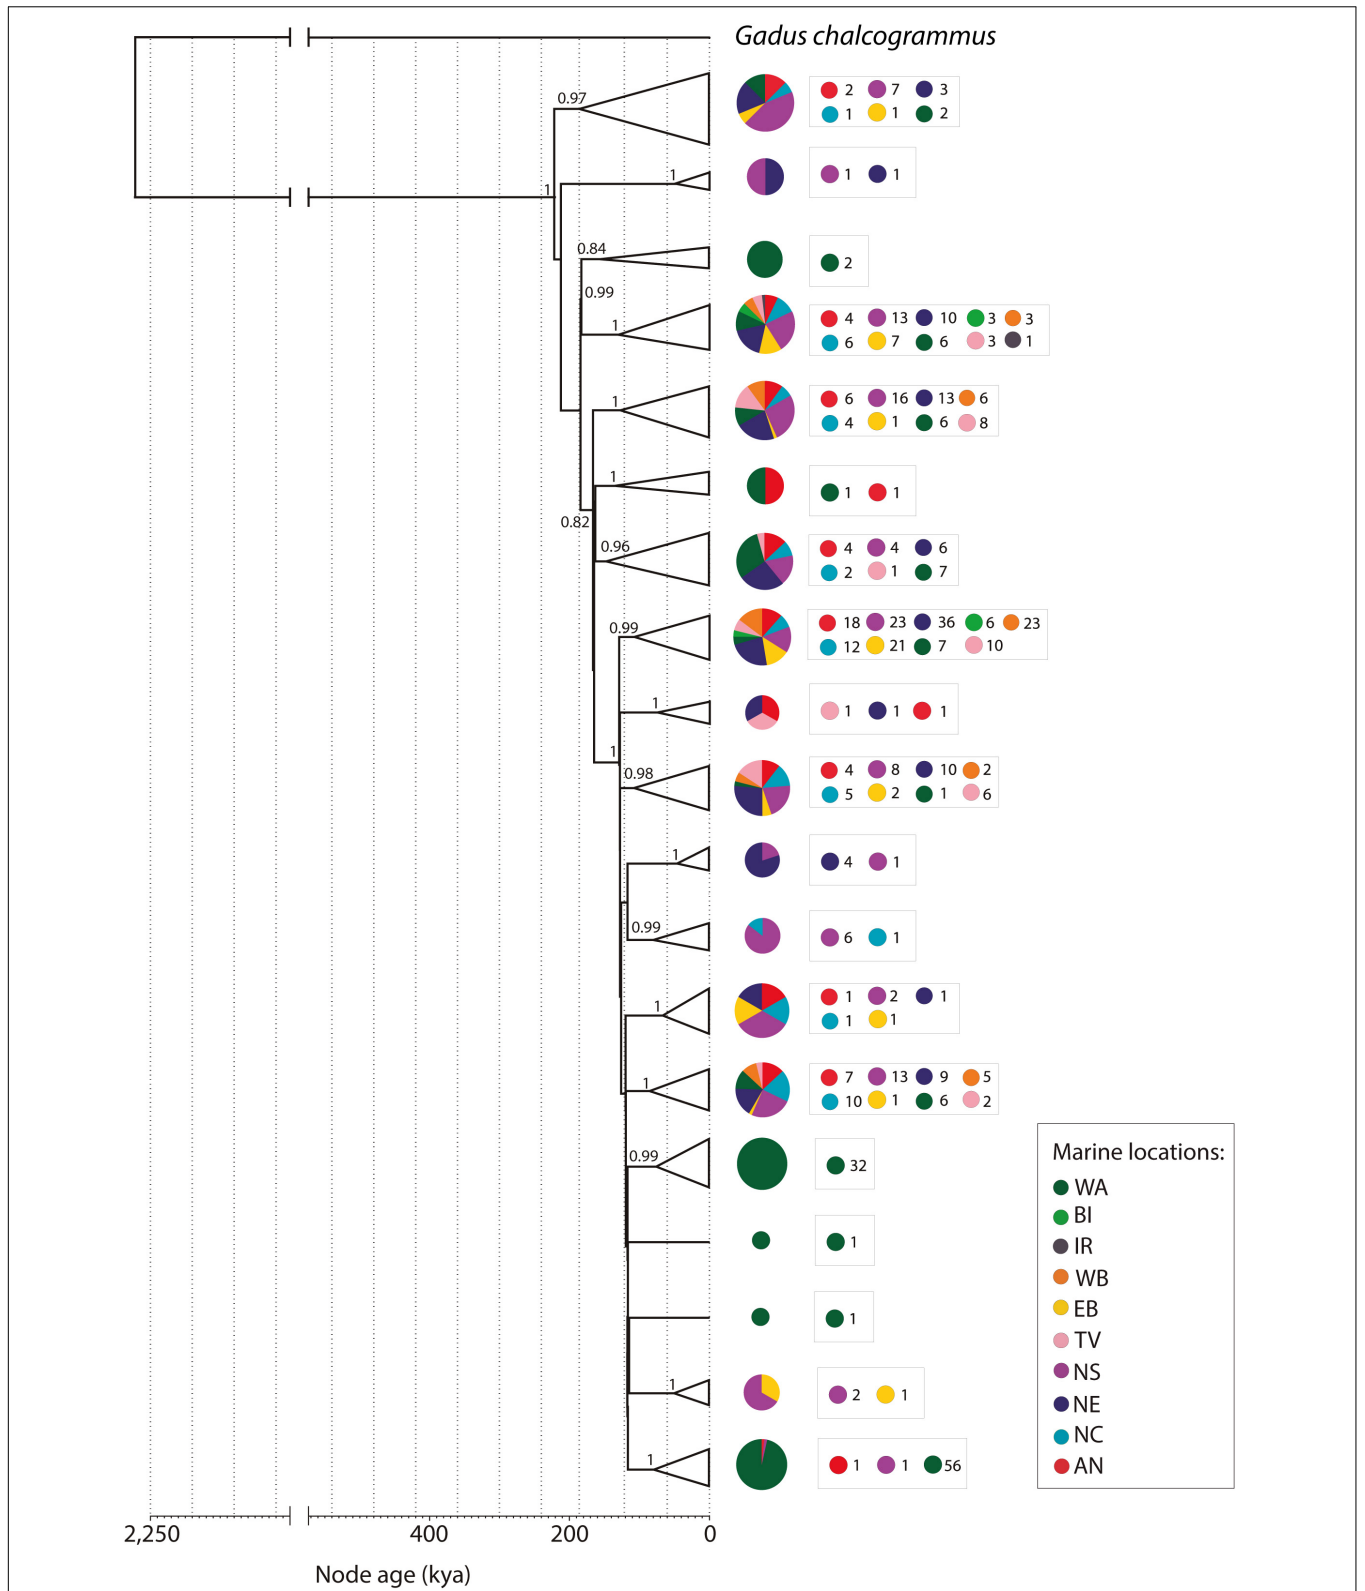 Gadus chalcogrammus
0.97
2 7 3
1 1 2
1
1
1 1
0.84
2
0.99
1
4 13 10 3 3
6 7 6 3 1
1
6 16 13 6
4 1 6 8
1
1 1
0.82
0.96
4 4 6
2 1 7
0.99
18 23 36 6 23
12 21 7 10
1
1 1 1
1
0.98
4 8 10 2
5 2 1 6
1
4 1
0.99
6 1
1
1 2 1
1 1
1
7 13 9 5
10 1 6 2
0.99
32
1
1
1
2 1
1
1 1 56
Marine locations:
WA
BI
IR
WB
EB
TV
NS
NE
NC
AN
2,250 400 200 0
Node age (kya)